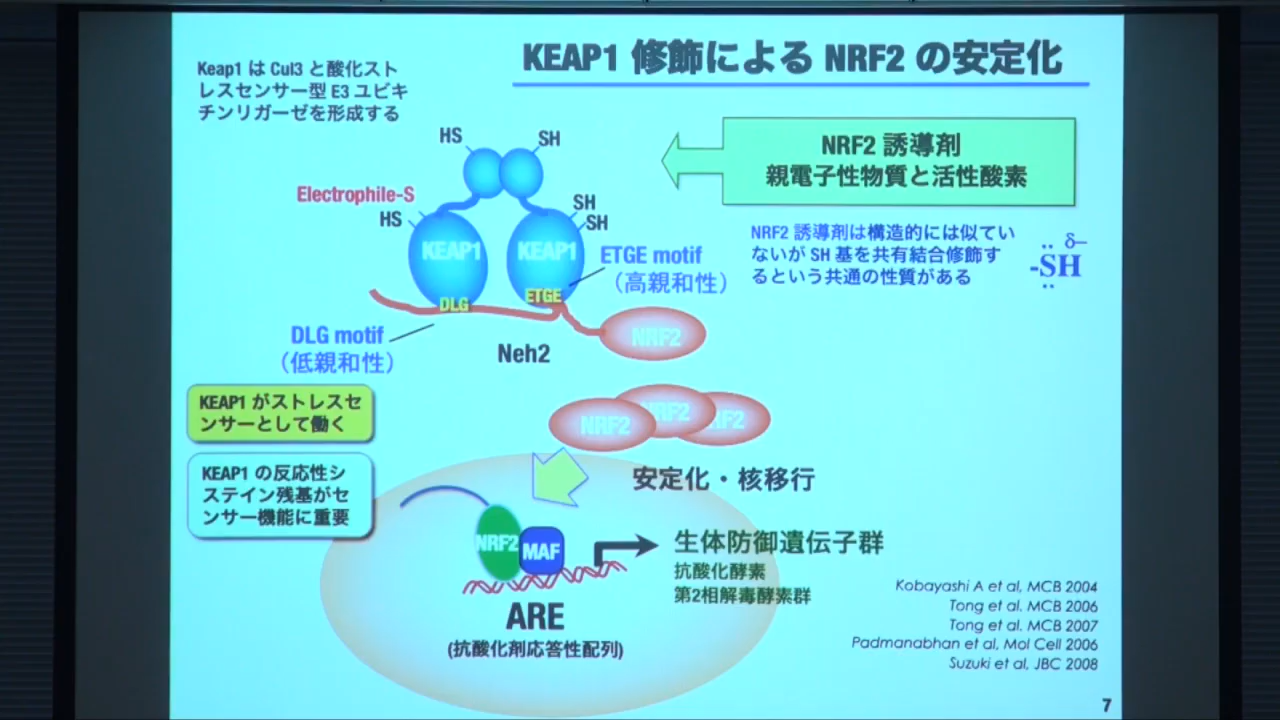 KEAP1 修飾による NRF2 の安定化
Keap1 は Cul3 と酸化スト
レスセンサー型 E3 ユビキ
チンリガーゼを形成する
HS
SH
NRF2 誘導剤
親電子性物質と活性酸素
Electrophile-S
HS
SH
SH
KEAP1
KEAP1
NRF2 誘導剤は構造的には似てい
ないが SH 基を共有結合修飾す
るという共通の性質がある
δ−
-SH
ETGE motif
（高親和性）
DLG
ETGE
DLG motif
（低親和性）
Neh2
NRF2
KEAP1 がストレスセ
ンサーとして働く
NRF2
NRF2
NRF2
KEAP1 の反応性シ
ステイン残基がセ
ンサー機能に重要
安定化・核移行
NRF2
MAF
生体防御遺伝子群
抗酸化酵素
第2相解毒酵素群
ARE
(抗酸化剤応答性配列)
Kobayashi A et al, MCB 2004
Tong et al. MCB 2006
Tong et al. MCB 2007
Padmanabhan et al, Mol Cell 2006
Suzuki et al, JBC 2008
7